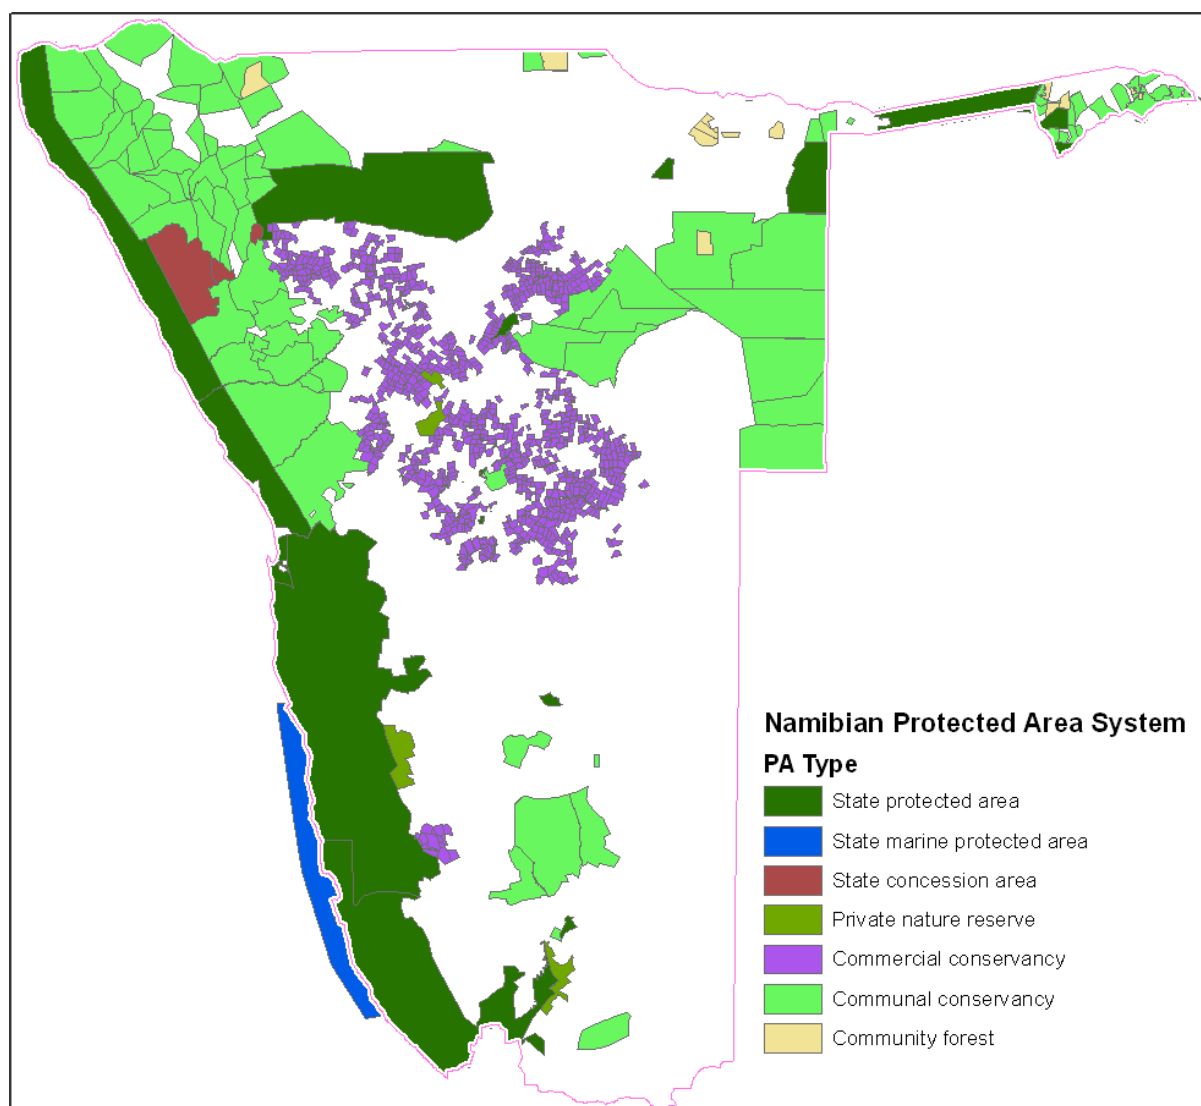 Namibian Protected Area System
PA Type
State protected area
State marine protected area
State concession area
Private nature reserve
Commercial conservancy
Communal conservancy
Community forest